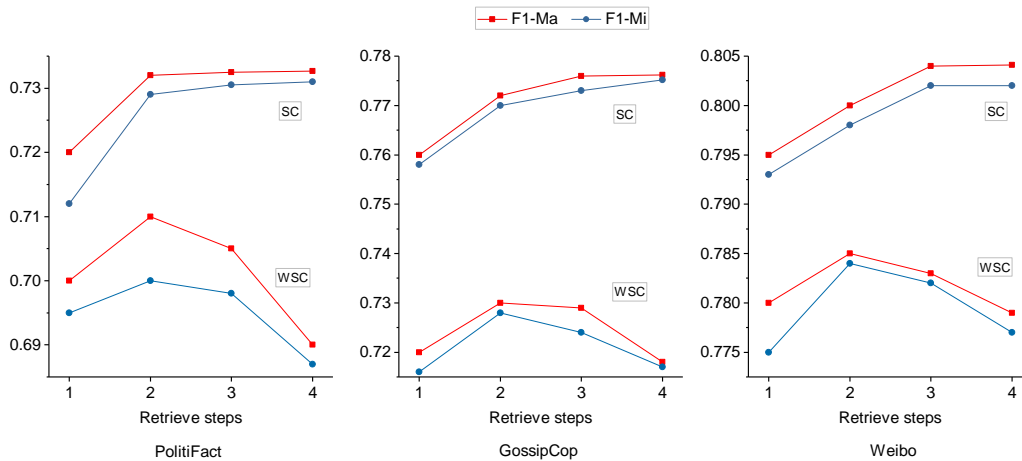 F1-Ma F1-Mi
0.73
0.72
0.71
0.70
0.69
SC
WSC
1 2 3 4
Retrieve steps
PolitiFact
0.78
0.77
0.76
0.75
0.74
0.73
0.72
SC
WSC
1 2 3 4
Retrieve steps
GossipCop
0.805
0.800
0.795
0.790
0.785
0.780
0.775
SC
WSC
1 2 3 4
Retrieve steps
Weibo